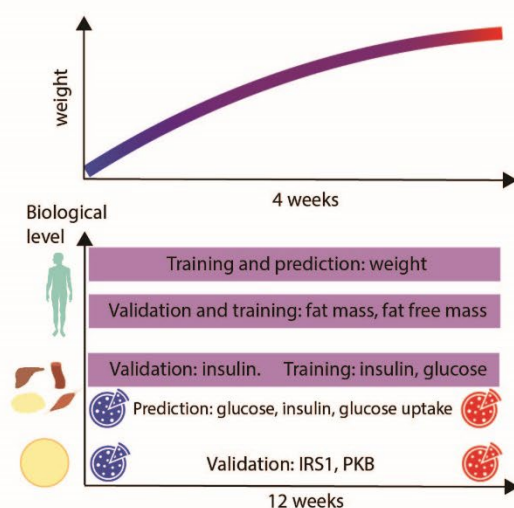 weight
4 weeks
Biological
level
Training and prediction: weight
Validation and training: fat mass, fat free mass
Validation: insulin. Training: insulin, glucose
Prediction: glucose, insulin, glucose uptake
Validation: IRS1, PKB
12 weeks